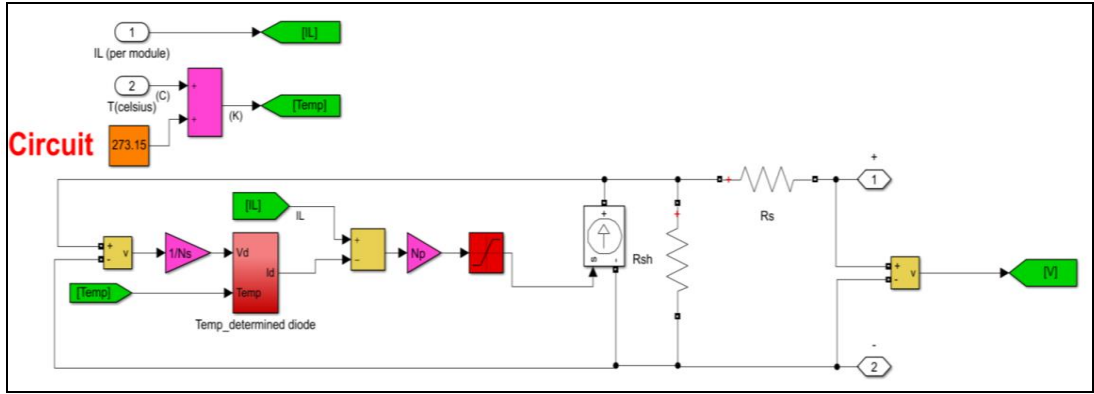 1
[IL]
IL (per module)
2
+
(C)
T(celsius)
+
(K)
[Temp]
Circuit
273.15
+
1
[IL]
IL
+
+
+
Rs
+
-
v
1/Ns
Vd
Id
+
-
Np
s
-
Rsh
+
-
v
[V]
[Temp]
Temp
Temp_determined diode
-
2